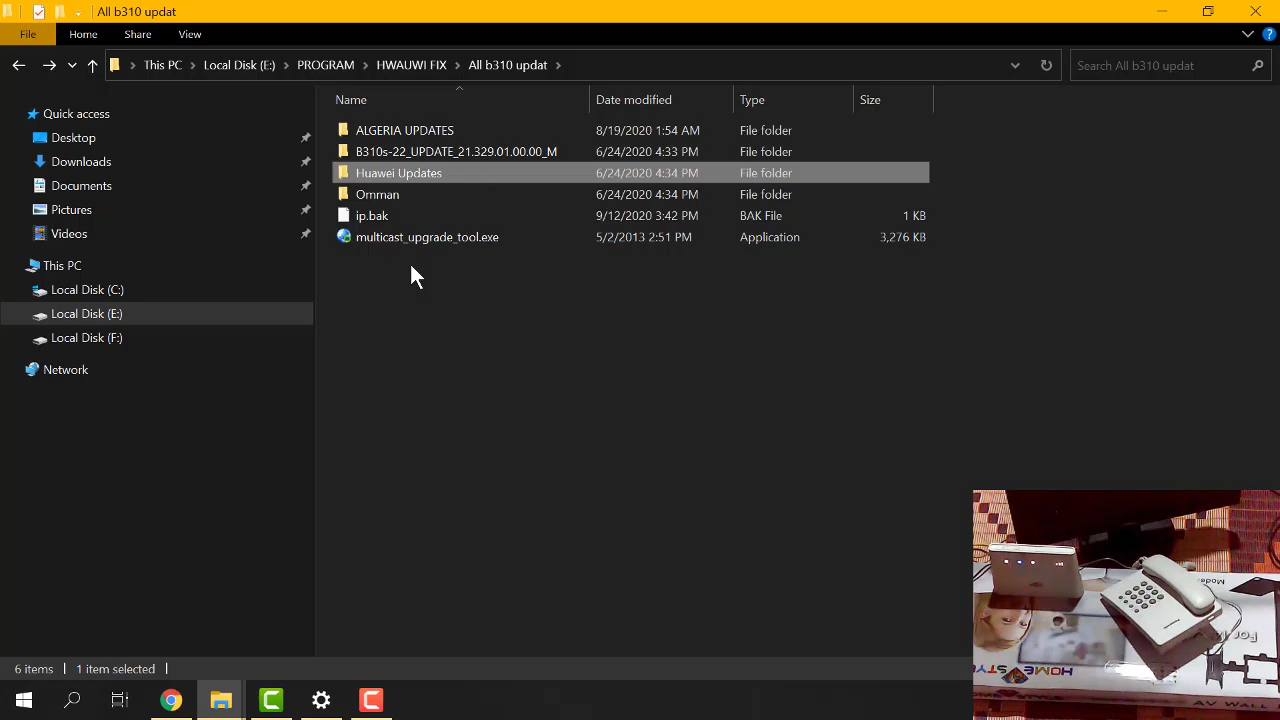 All b310 updat
File Home Share View
This PC Local Disk (E:) PROGRAM HWAUWI FIX All b310 updat
Search All b310 updat
Name Date modified Type Size
Quick access
Desktop
Downloads
Documents
Pictures
Videos
This PC
Local Disk (C:)
Local Disk (E:)
Local Disk (F:)
Network
ALGERIA UPDATES 8/19/2020 1:54 AM File folder
B310s-22_UPDATE_21.329.01.00.00_M 6/24/2020 4:33 PM File folder
Huawei Updates 6/24/2020 4:34 PM File folder
Omman 6/24/2020 4:34 PM File folder
ip.bak 9/12/2020 3:42 PM BAK File 1 KB
multicast_upgrade_tool.exe 5/2/2013 2:51 PM Application 3,276 KB
6 items 1 item selected
HOME STYLE
AV WALL